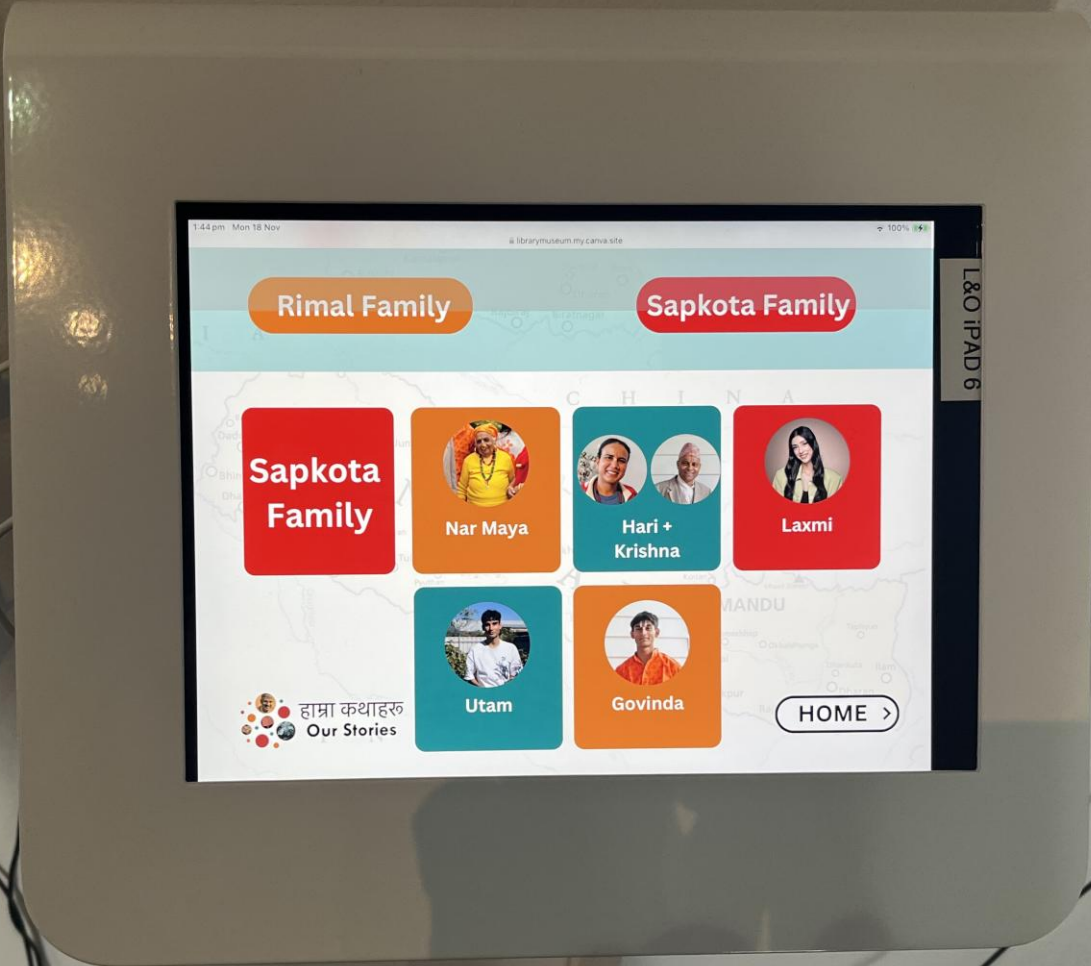 1:44 pm Mon 18 Nov
100%
librarymuseum.my.canva.site
Rimal Family
Sapkota Family
L&O iPAD 6
I A
C H I N A
Sapkota
Family
Nar Maya
Hari +
Krishna
Laxmi
MANDU
Utam
Govinda
हाम्रा कथाहरू
Our Stories
HOME >